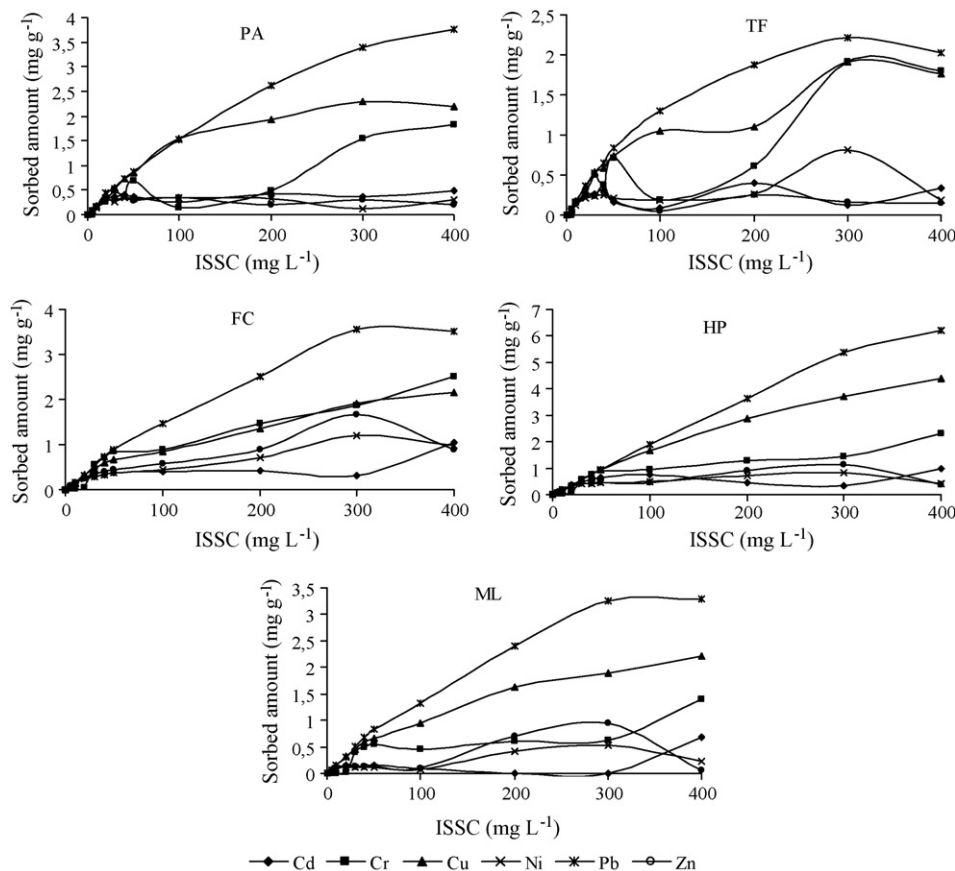 PA
Sorbed amount (mg g⁻¹)
4
3,5
3
2,5
2
1,5
1
0,5
0
0 100 200 300 400
ISSC (mg L⁻¹)
TF
Sorbed amount (mg g⁻¹)
2,5
2
1,5
1
0,5
0
0 100 200 300 400
ISSC (mg L⁻¹)
FC
Sorbed amount (mg g⁻¹)
4
3
2
1
0
0 100 200 300 400
ISSC (mg L⁻¹)
HP
Sorbed amount (mg g⁻¹)
7
6
5
4
3
2
1
0
0 100 200 300 400
ISSC (mg L⁻¹)
ML
Sorbed amount (mg g⁻¹)
3,5
3
2,5
2
1,5
1
0,5
0
0 100 200 300 400
ISSC (mg L⁻¹)
Cd Cr Cu Ni Pb Zn